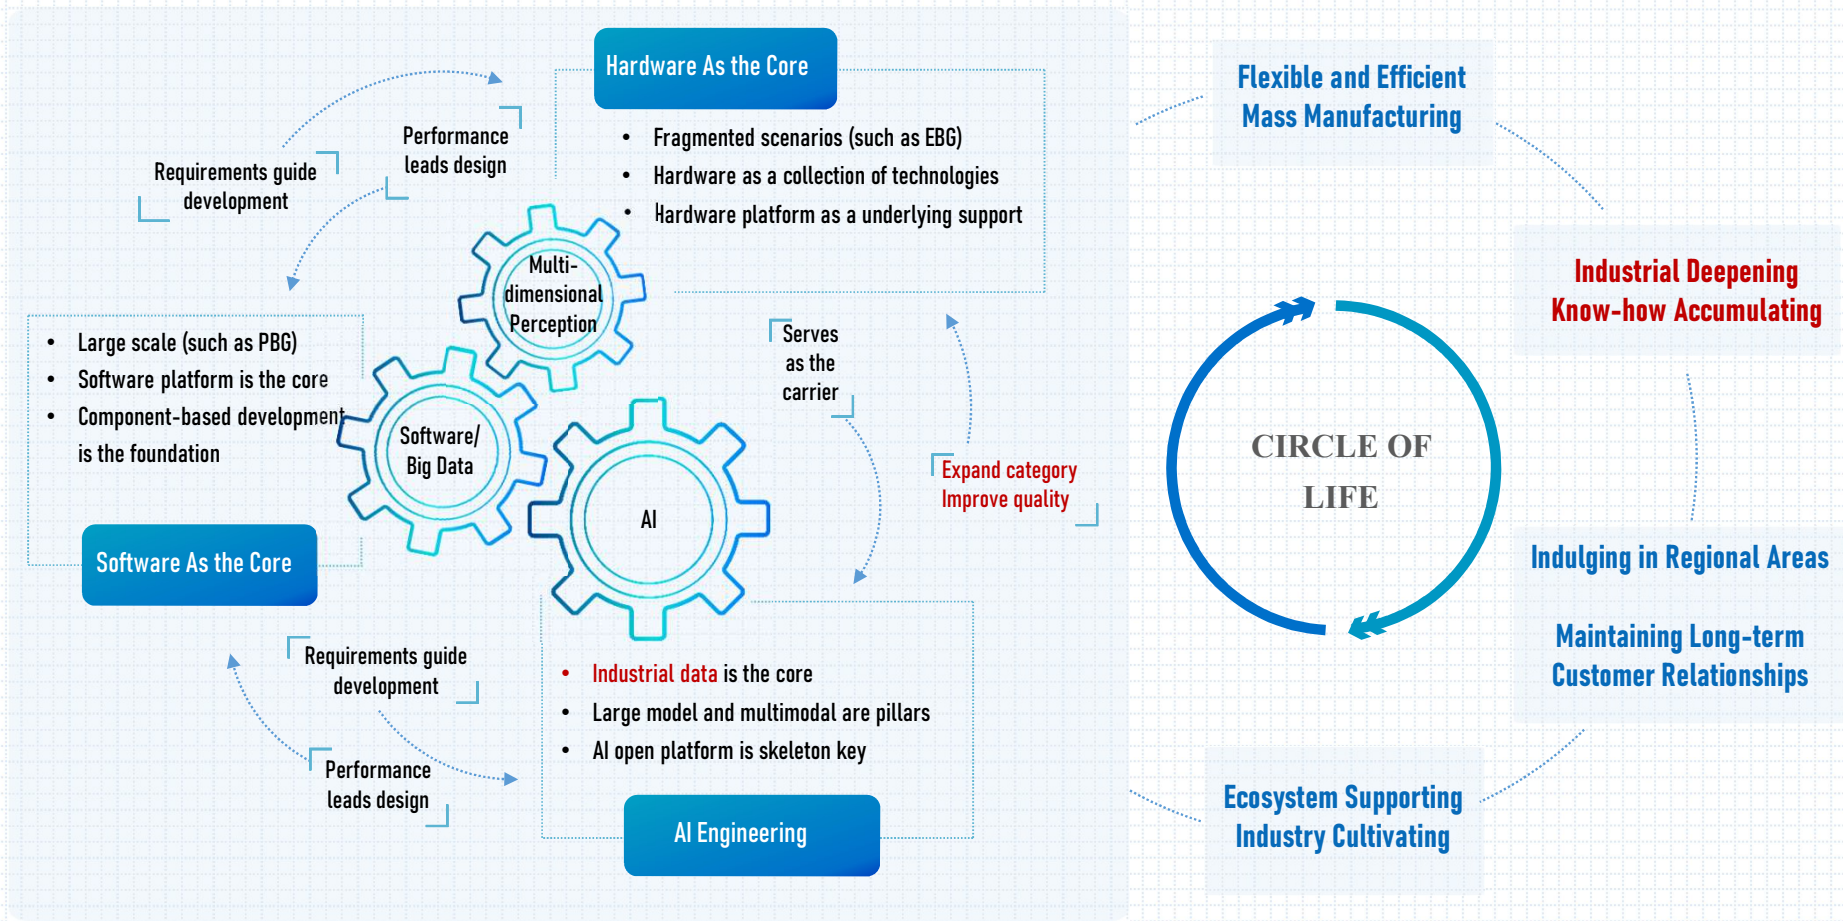 Hardware As the Core
Performance
leads design
Requirements guide
development
• Fragmented scenarios (such as EBG)
• Hardware as a collection of technologies
• Hardware platform as a underlying support
Multi-
dimensional
Perception
• Large scale (such as PBG)
• Software platform is the core
• Component-based development
is the foundation
Software/
Big Data
Software As the Core
AI
Serves
as the
carrier
Expand category
Improve quality
Requirements guide
development
Performance
leads design
• Industrial data is the core
• Large model and multimodal are pillars
• AI open platform is skeleton key
AI Engineering
Flexible and Efficient
Mass Manufacturing
Industrial Deepening
Know-how Accumulating
CIRCLE OF
LIFE
Indulging in Regional Areas
Maintaining Long-term
Customer Relationships
Ecosystem Supporting
Industry Cultivating